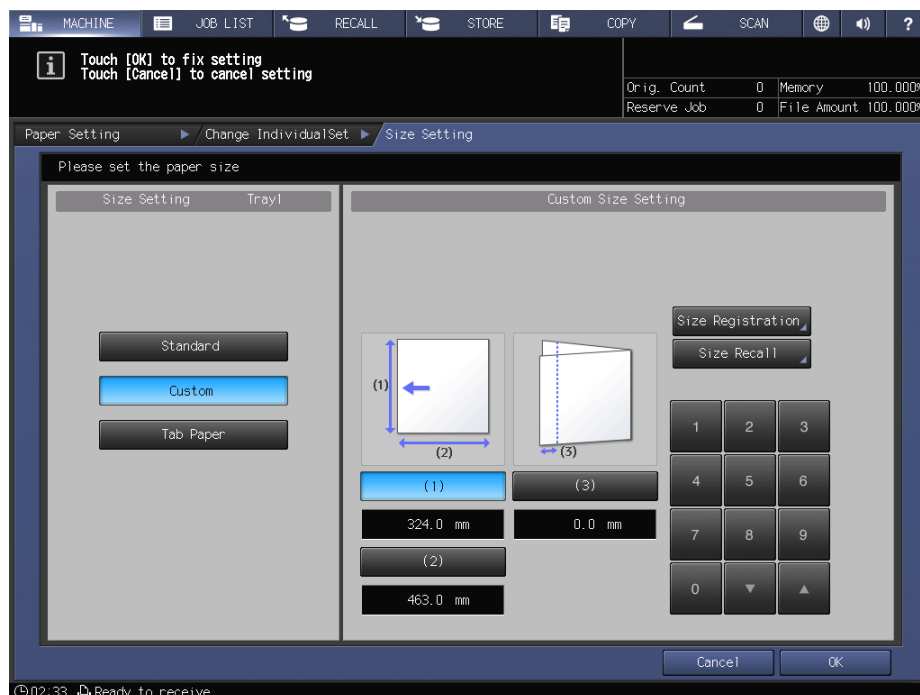 MACHINE JOB LIST RECALL STORE COPY SCAN ?
Touch [OK] to fix setting
Touch [Cancel] to cancel setting
Orig. Count 0 Memory 100.000%
Reserve Job 0 File Amount 100.000%
Paper Setting Change IndividualSet Size Setting
Please set the paper size
Size Setting Tray1
Custom Size Setting
Standard
Custom
Tab Paper
(1)
(2)
(3)
(1)
324.0 mm
(2)
463.0 mm
(3)
0.0 mm
Size Registration
Size Recall
1 2 3
4 5 6
7 8 9
0 ▼ ▲
Cancel OK
02:33 Ready to receive